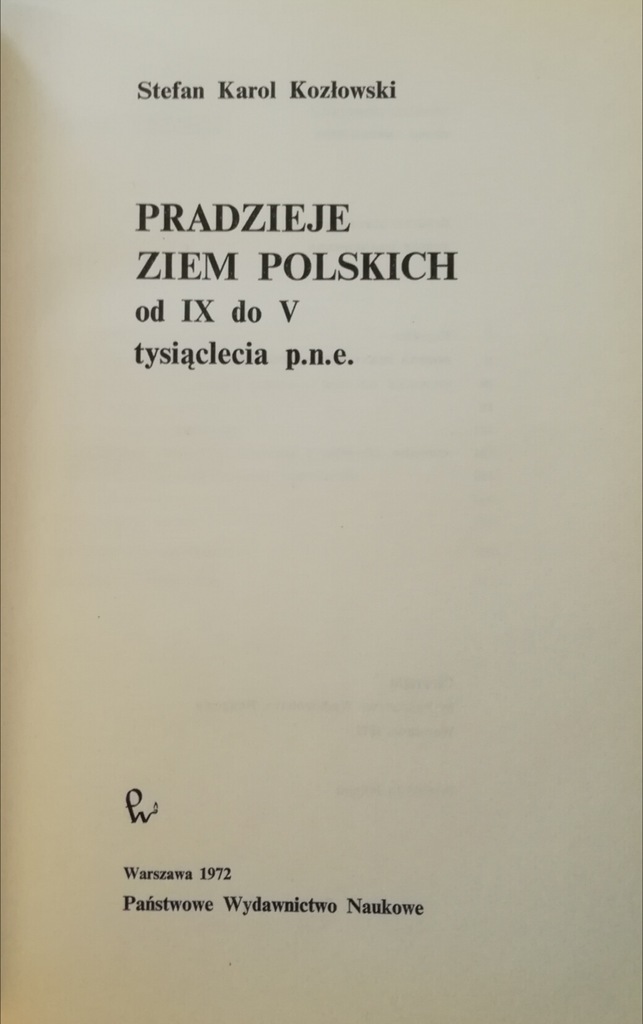 Stefan Karol Kozłowski
PRADZIEJE
ZIEM POLSKICH
od IX do V
tysiąclecia p.n.e.
Warszawa 1972
Państwowe Wydawnictwo Naukowe